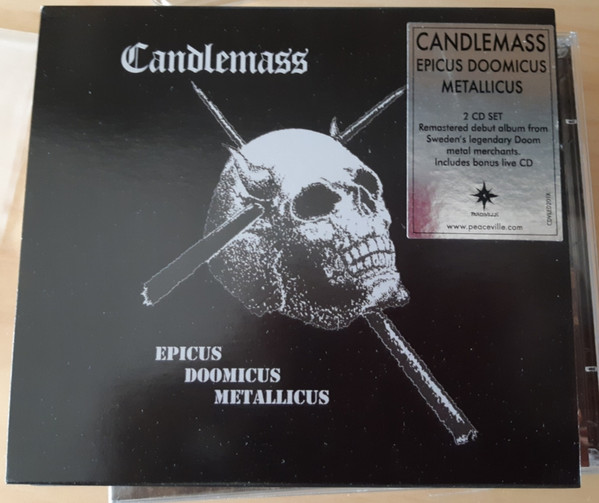 Candlemass
EPICUS
DOOMICUS
METALLICUS
CANDLEMASS
EPICUS DOOMICUS
METALLICUS
2 CD SET
Remastered debut album from
Sweden's legendary Doom
metal merchants.
Includes bonus live CD
PEACEVILLE
www.peaceville.com